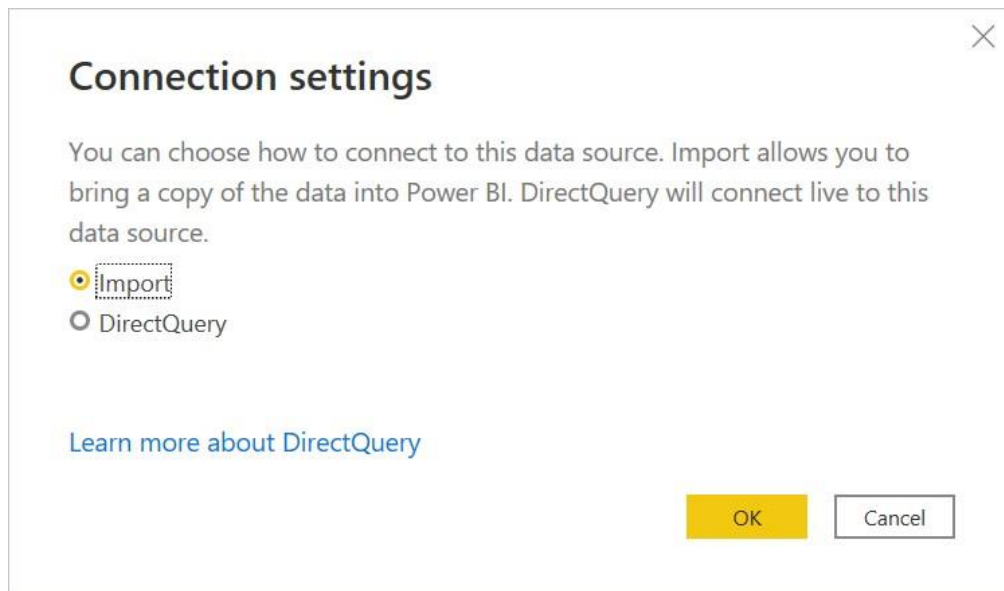 Connection settings
You can choose how to connect to this data source. Import allows you to
bring a copy of the data into Power BI. DirectQuery will connect live to this
data source.
Import
DirectQuery
Learn more about DirectQuery
OK
Cancel